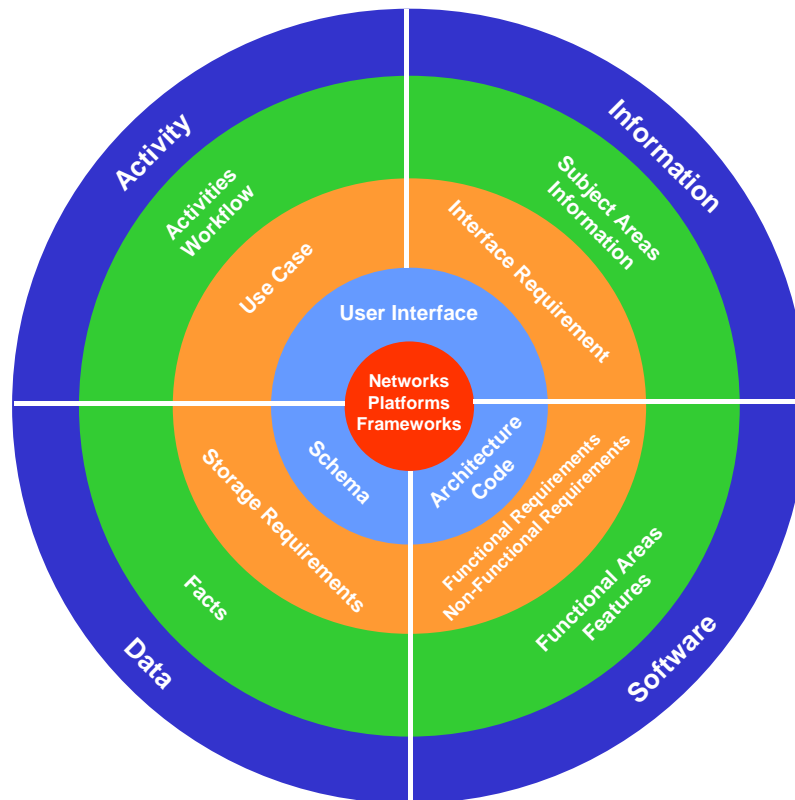 Activity
Information
Activities
Workflow
Subject Areas
Information
Use Case
Interface Requirement
User Interface
Networks
Platforms
Frameworks
Schema
Architecture
Code
Storage Requirements
Functional Requirements
Non-Functional Requirements
Facts
Functional Areas
Features
Data
Software